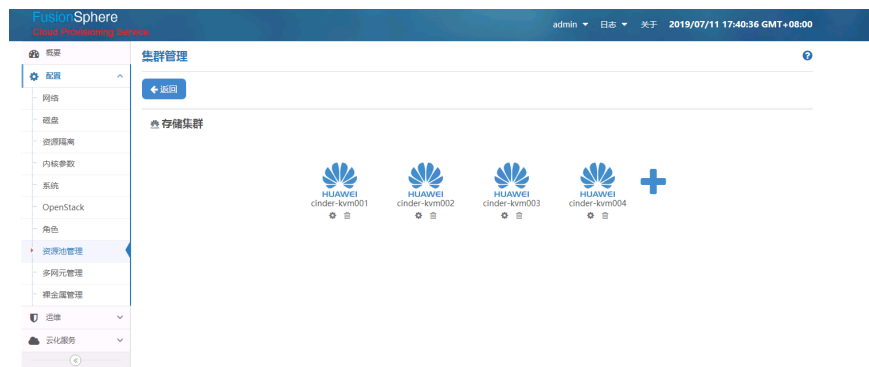 FusionSphere
Cloud Provisioning Service
admin 日志 关于 2019/07/11 17:40:36 GMT+08:00
概要
配置
网络
磁盘
资源隔离
内核参数
系统
OpenStack
角色
资源池管理
多网元管理
裸金属管理
运维
云化服务
集群管理
返回
存储集群
HUAWEI HUAWEI HUAWEI HUAWEI
cinder-kvm001 cinder-kvm002 cinder-kvm003 cinder-kvm004